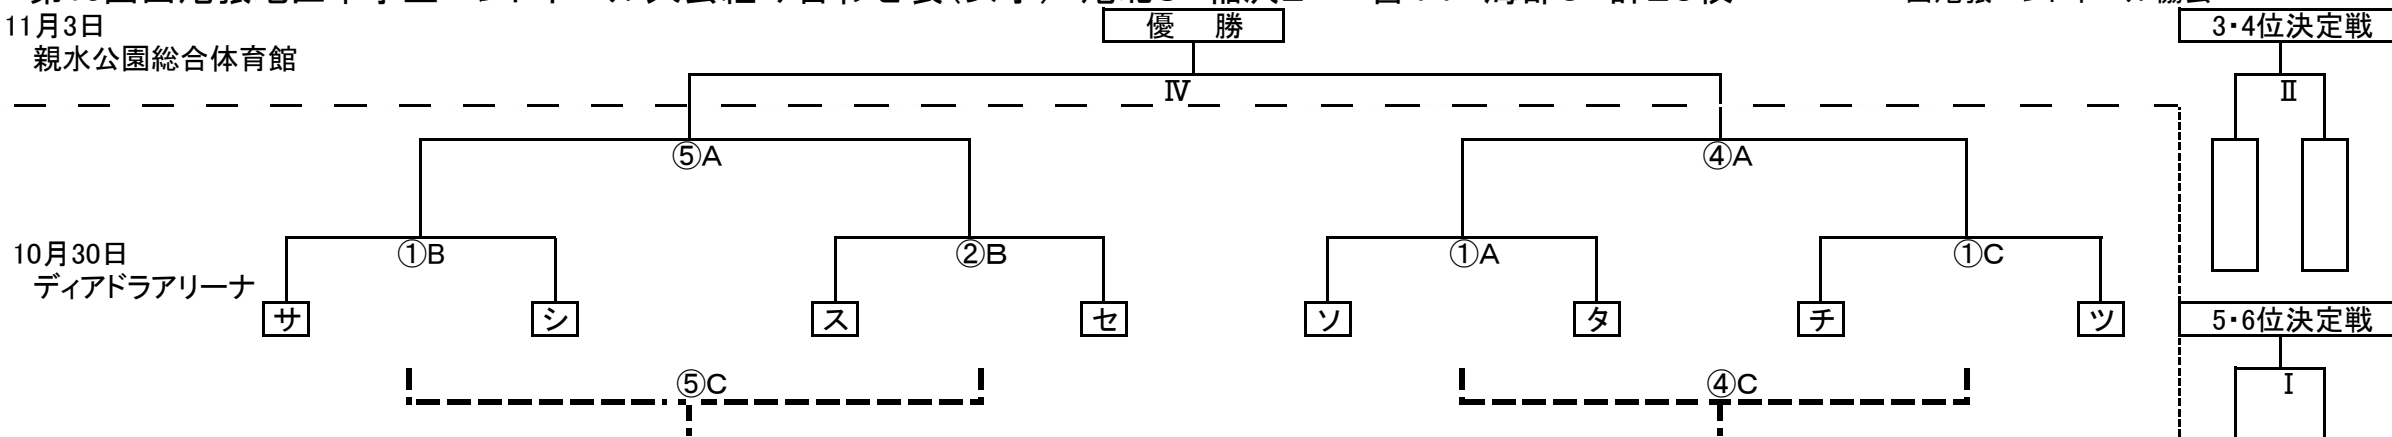 11月3日
親水公園総合体育館
優　勝
3・4位決定戦
Ⅳ
Ⅱ
⑤A
④A
10月30日
ディアドラアリーナ
①B
②B
①A
①C
サ
シ
ス
セ
ソ
タ
チ
ツ
5・6位決定戦
⑤C
④C
Ⅰ